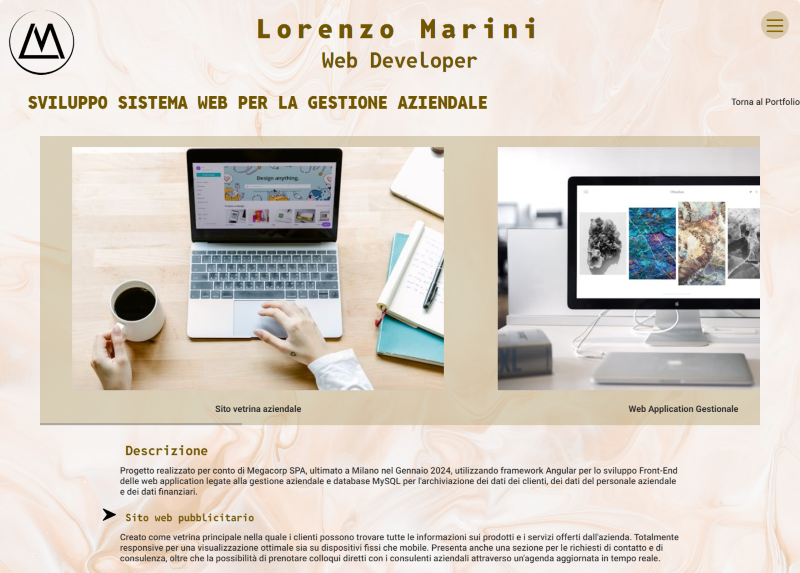 Lorenzo Marini
Web Developer
SVILUPPO SISTEMA WEB PER LA GESTIONE AZIENDALE
Torna al Portfolio
Design anything.
Sito vetrina aziendale
Web Application Gestionale
Descrizione
Progetto realizzato per conto di Megacorp SPA, ultimato a Milano nel Gennaio 2024, utilizzando framework Angular per lo sviluppo Front-End
delle web application legate alla gestione aziendale e database MySQL per l'archiviazione dei dati dei clienti, dei dati del personale aziendale
e dei dati finanziari.
Sito web pubblicitario
Creato come vetrina principale nella quale i clienti possono trovare tutte le informazioni sui prodotti e i servizi offerti dall'azienda. Totalmente
responsive per una visualizzazione ottimale sia su dispositivi fissi che mobile. Presenta anche una sezione per le richiesti di contatto e di
consulenza, oltre che la possibilità di prenotare colloqui diretti con i consulenti aziendali attraverso un'agenda aggiornata in tempo reale.